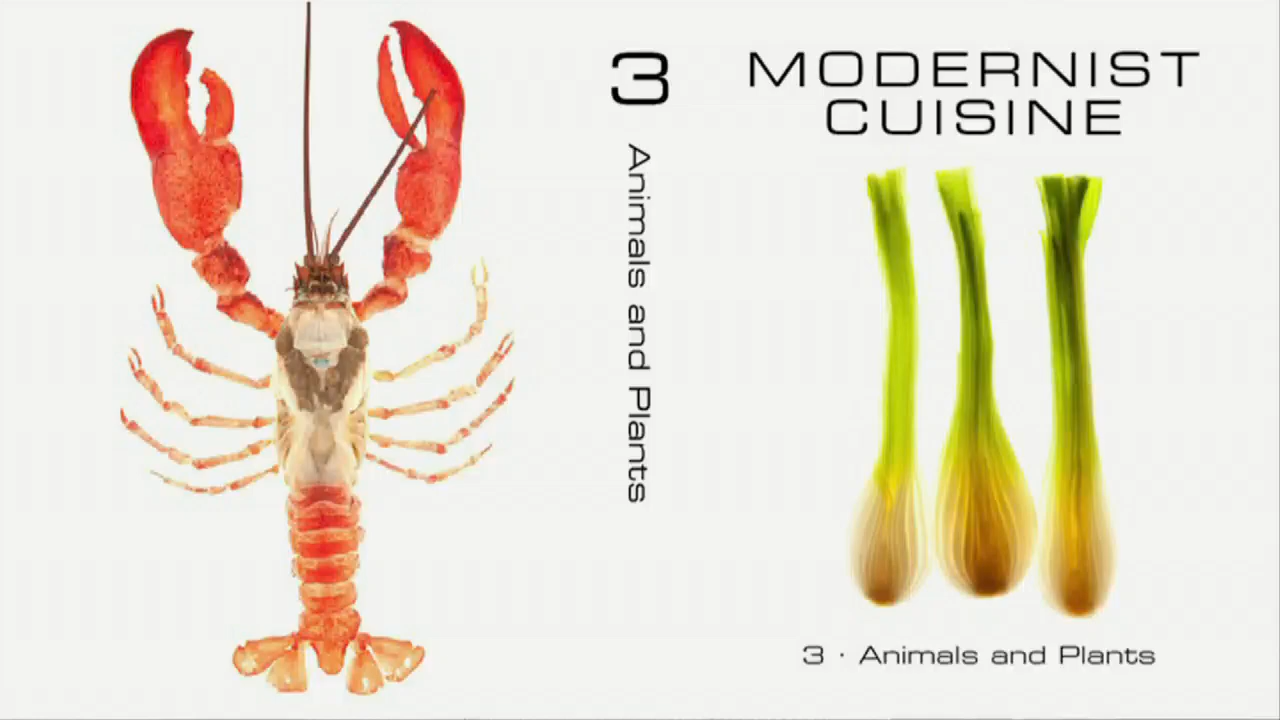 3
Animals and Plants
MODERNIST
CUISINE
3 · Animals and Plants